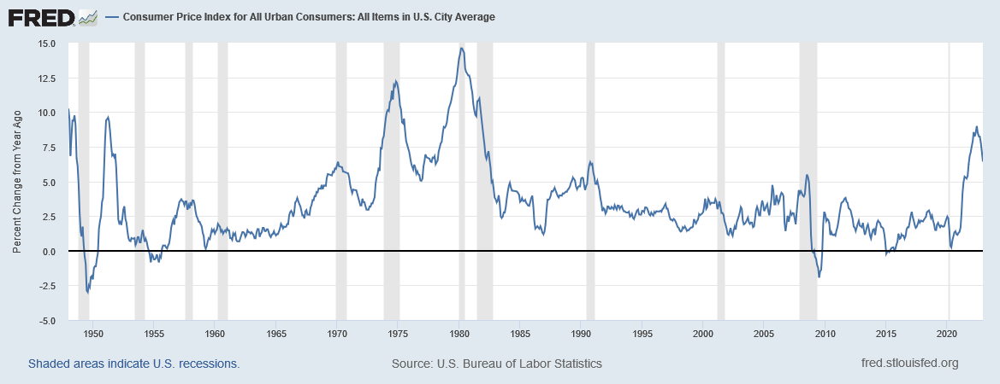 FRED Consumer Price Index for All Urban Consumers: All Items in U.S. City Average
Percent Change from Year Ago
15.0
12.5
10.0
7.5
5.0
2.5
0.0
-2.5
-5.0
1950 1955 1960 1965 1970 1975 1980 1985 1990 1995 2000 2005 2010 2015 2020
Shaded areas indicate U.S. recessions. Source: U.S. Bureau of Labor Statistics fred.stlouisfed.org